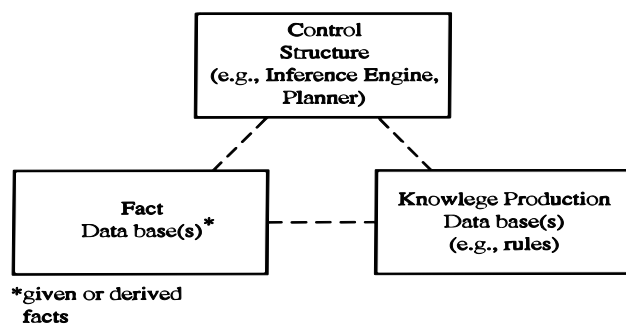 Control
Structure
(e.g., Inference Engine,
Planner)
Fact
Data base(s)*
Knowlege Production
Data base(s)
(e.g., rules)
*given or derived
facts